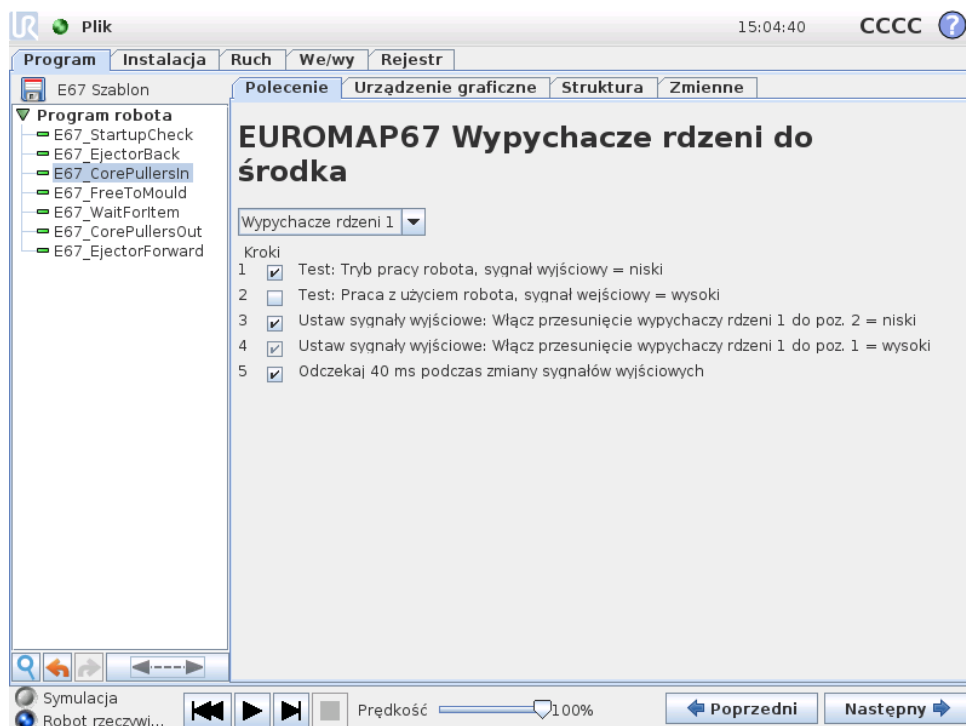 UR Plik 15:04:40 CCCC ?
Program Instalacja Ruch We/wy Rejestr
E67 Szablon
Polecenie Urządzenie graficzne Struktura Zmienne
Program robota
E67_StartupCheck
E67_EjectorBack
E67_CorePullersIn
E67_FreeToMould
E67_WaitForItem
E67_CorePullersOut
E67_EjectorForward
EUROMAP67 Wypychacze rdzeni do
środka
Wypychacze rdzeni 1
Kroki
1 Test: Tryb pracy robota, sygnał wyjściowy = niski
2 Test: Praca z użyciem robota, sygnał wejściowy = wysoki
3 Ustaw sygnały wyjściowe: Włącz przesunięcie wypychaczy rdzeni 1 do poz. 2 = niski
4 Ustaw sygnały wyjściowe: Włącz przesunięcie wypychaczy rdzeni 1 do poz. 1 = wysoki
5 Odczekaj 40 ms podczas zmiany sygnałów wyjściowych
Symulacja
Robot rzeczywi...
Prędkość 100%
Poprzedni Następny